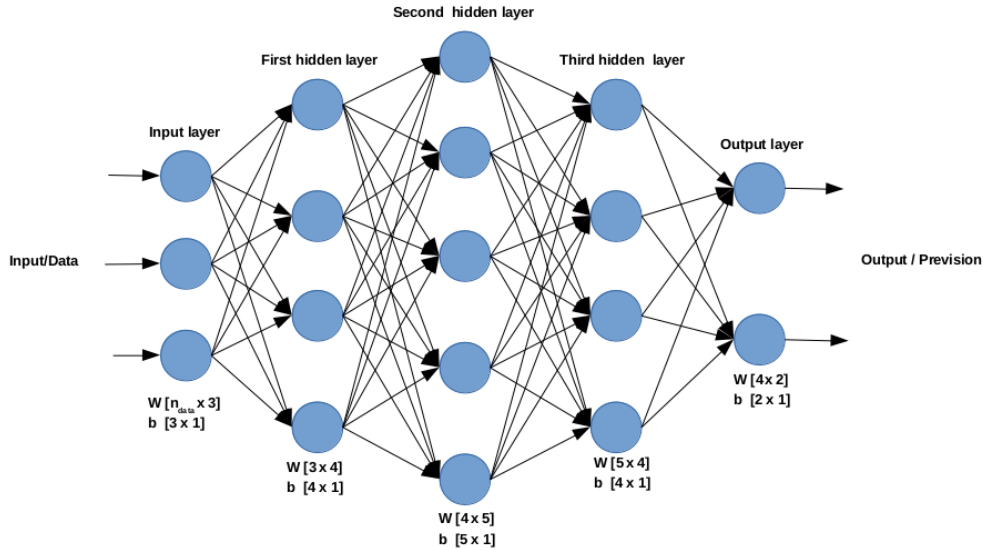 Second hidden layer
First hidden layer
Third hidden layer
Input layer
Output layer
Input/Data
Output / Prevision
W [n_data x 3]
b [3 x 1]
W [3 x 4]
b [4 x 1]
W [4 x 5]
b [5 x 1]
W [5 x 4]
b [4 x 1]
W [4 x 2]
b [2 x 1]